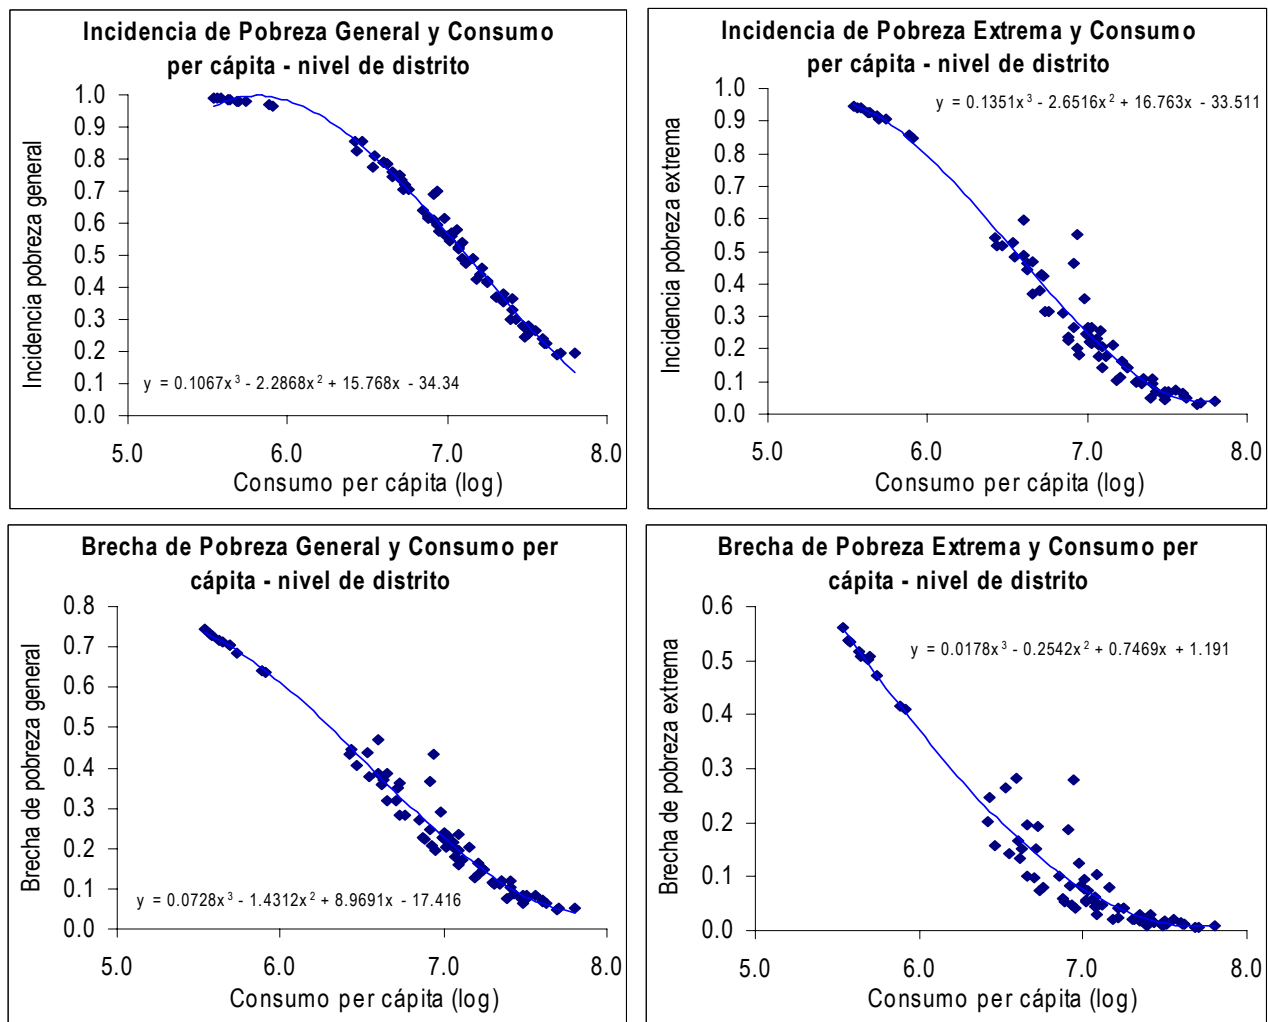 Incidencia de Pobreza General y Consumo
per cápita - nivel de distrito
1.0
0.9
0.8
0.7
0.6
0.5
0.4
0.3
0.2
0.1
0.0
Incidencia pobreza general
y = 0.1067x³ - 2.2868x² + 15.768x - 34.34
5.0 6.0 7.0 8.0
Consumo per cápita (log)
Incidencia de Pobreza Extrema y Consumo
per cápita - nivel de distrito
y = 0.1351x³ - 2.6516x² + 16.763x - 33.511
1.0
0.9
0.8
0.7
0.6
0.5
0.4
0.3
0.2
0.1
0.0
Incidencia pobreza extrema
5.0 6.0 7.0 8.0
Consumo per cápita (log)
Brecha de Pobreza General y Consumo per
cápita - nivel de distrito
0.8
0.7
0.6
0.5
0.4
0.3
0.2
0.1
0.0
Brecha de pobreza general
y = 0.0728x³ - 1.4312x² + 8.9691x - 17.416
5.0 6.0 7.0 8.0
Consumo per cápita (log)
Brecha de Pobreza Extrema y Consumo per
cápita - nivel de distrito
0.6
0.5
0.4
0.3
0.2
0.1
0.0
Brecha de pobreza extrema
y = 0.0178x³ - 0.2542x² + 0.7469x + 1.191
5.0 6.0 7.0 8.0
Consumo per cápita (log)